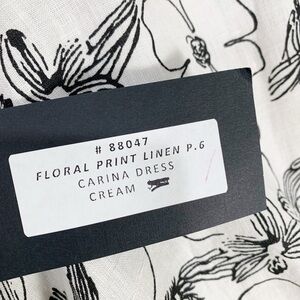 # 88047
FLORAL PRINT LINEN P.6
CARINA DRESS
CREAM